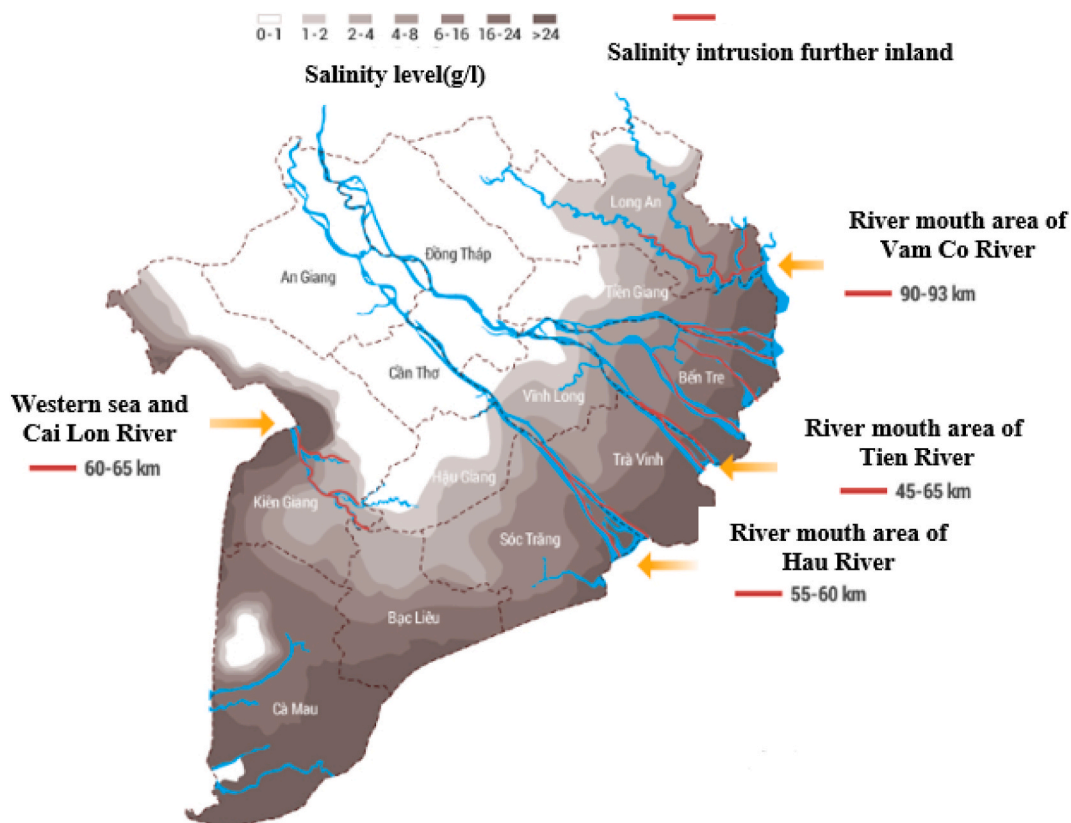 0-1 1-2 2-4 4-8 6-16 16-24 >24
Salinity level(g/l)
Salinity intrusion further inland
Long An
River mouth area of
Vam Co River
90-93 km
Đồng Tháp
An Giang
Tiền Giang
Cần Thơ
Bến Tre
Vĩnh Long
Western sea and
Cai Lon River
60-65 km
River mouth area of
Tien River
45-65 km
Trà Vinh
Hậu Giang
Kiên Giang
Sóc Trăng
River mouth area of
Hau River
55-60 km
Bạc Liêu
Cà Mau